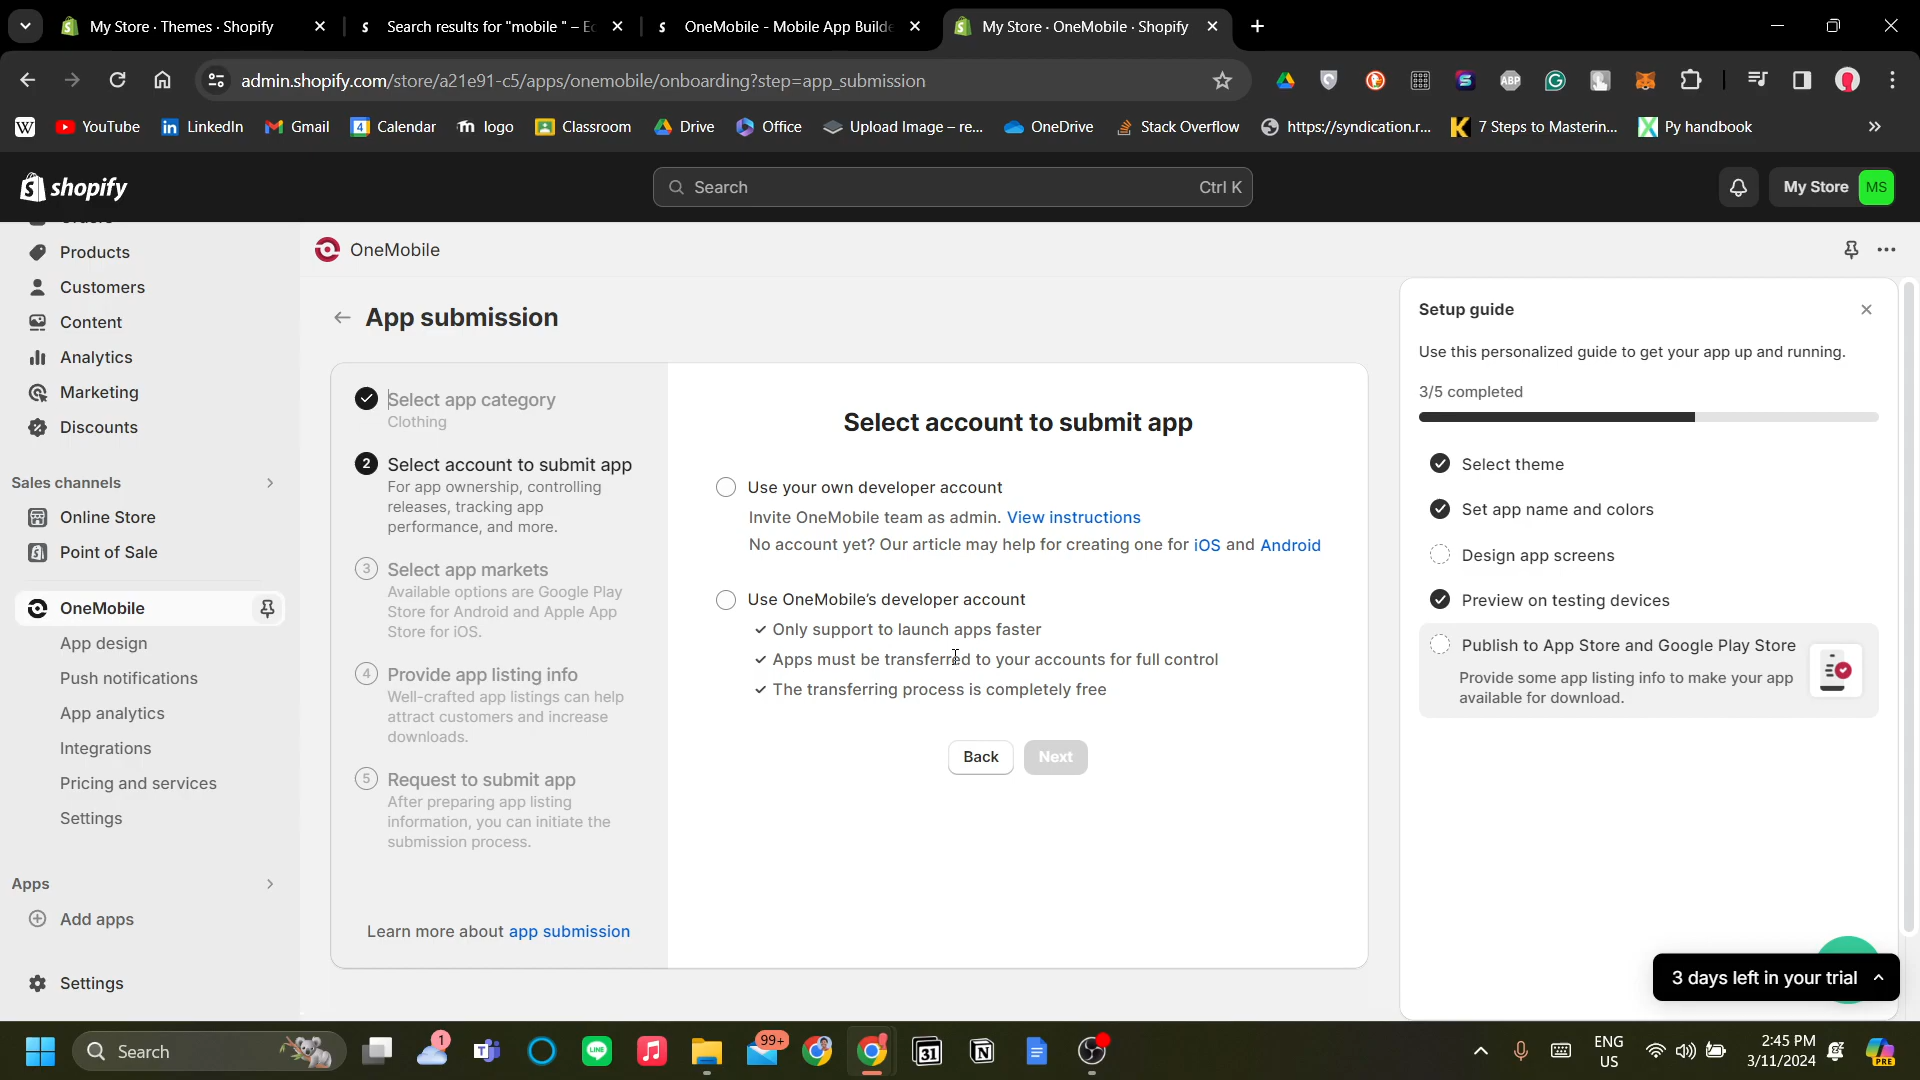 My Store · Themes · Shopify
Search results for "mobile " – Ec
OneMobile - Mobile App Builde
My Store · OneMobile · Shopify
admin.shopify.com/store/a21e91-c5/apps/onemobile/onboarding?step=app_submission
YouTube
LinkedIn
Gmail
Calendar
logo
Classroom
Drive
Office
Upload Image – re...
OneDrive
Stack Overflow
https://syndication.r...
7 Steps to Masterin...
Py handbook
shopify
Search
Ctrl K
My Store
MS
Products
Customers
Content
Analytics
Marketing
Discounts
Sales channels
Online Store
Point of Sale
OneMobile
App design
Push notifications
App analytics
Integrations
Pricing and services
Settings
Apps
Add apps
Settings
OneMobile
App submission
Select app category
Clothing
2 Select account to submit app
For app ownership, controlling
releases, tracking app
performance, and more.
3 Select app markets
Available options are Google Play
Store for Android and Apple App
Store for iOS.
4 Provide app listing info
Well-crafted app listings can help
attract customers and increase
downloads.
5 Request to submit app
After preparing app listing
information, you can initiate the
submission process.
Learn more about app submission
Select account to submit app
Use your own developer account
Invite OneMobile team as admin. View instructions
No account yet? Our article may help for creating one for iOS and Android
Use OneMobile's developer account
Only support to launch apps faster
Apps must be transferred to your accounts for full control
The transferring process is completely free
Back
Next
Setup guide
Use this personalized guide to get your app up and running.
3/5 completed
Select theme
Set app name and colors
Design app screens
Preview on testing devices
Publish to App Store and Google Play Store
Provide some app listing info to make your app
available for download.
3 days left in your trial
Search
1
99+
31
ENG
US
2:45 PM
3/11/2024
PRE